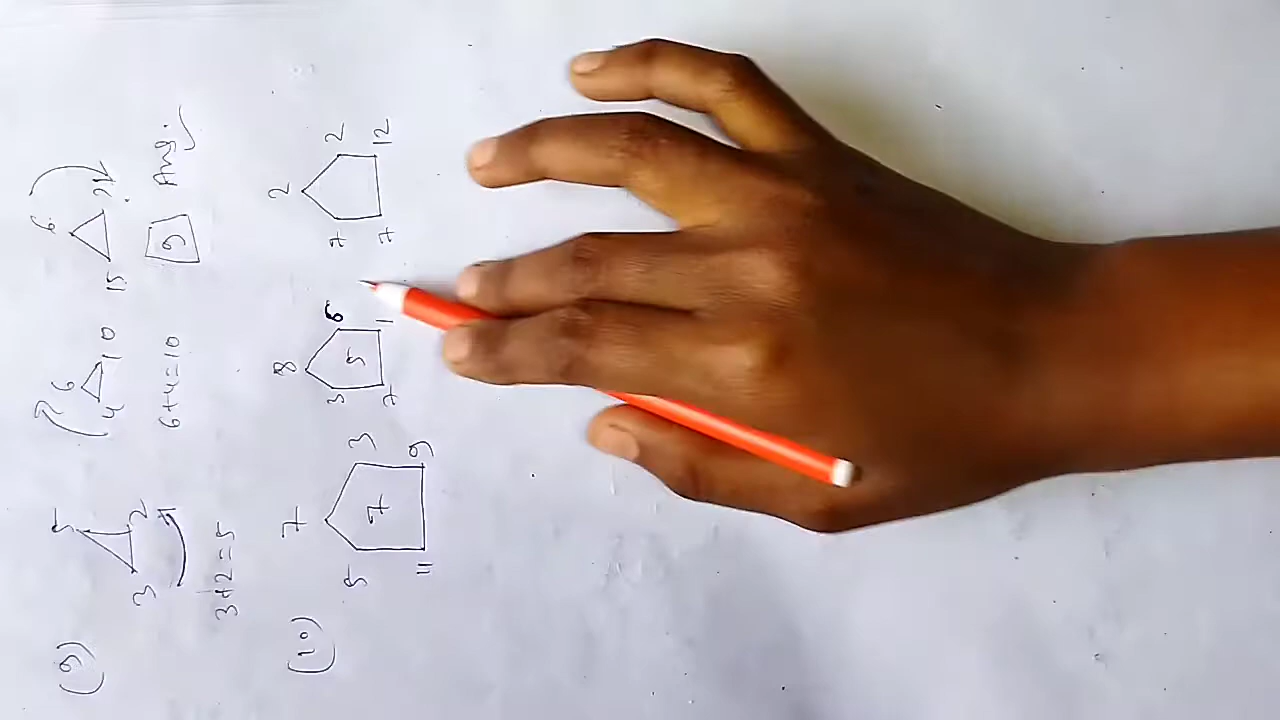 (9) 5 6 6
3 2 4 10 15 21
3+2=5 6+4=10 9 Ans.
(10) 7 8 2
5 3 3 6 7 2
7 5
11 9 7 1 7 12